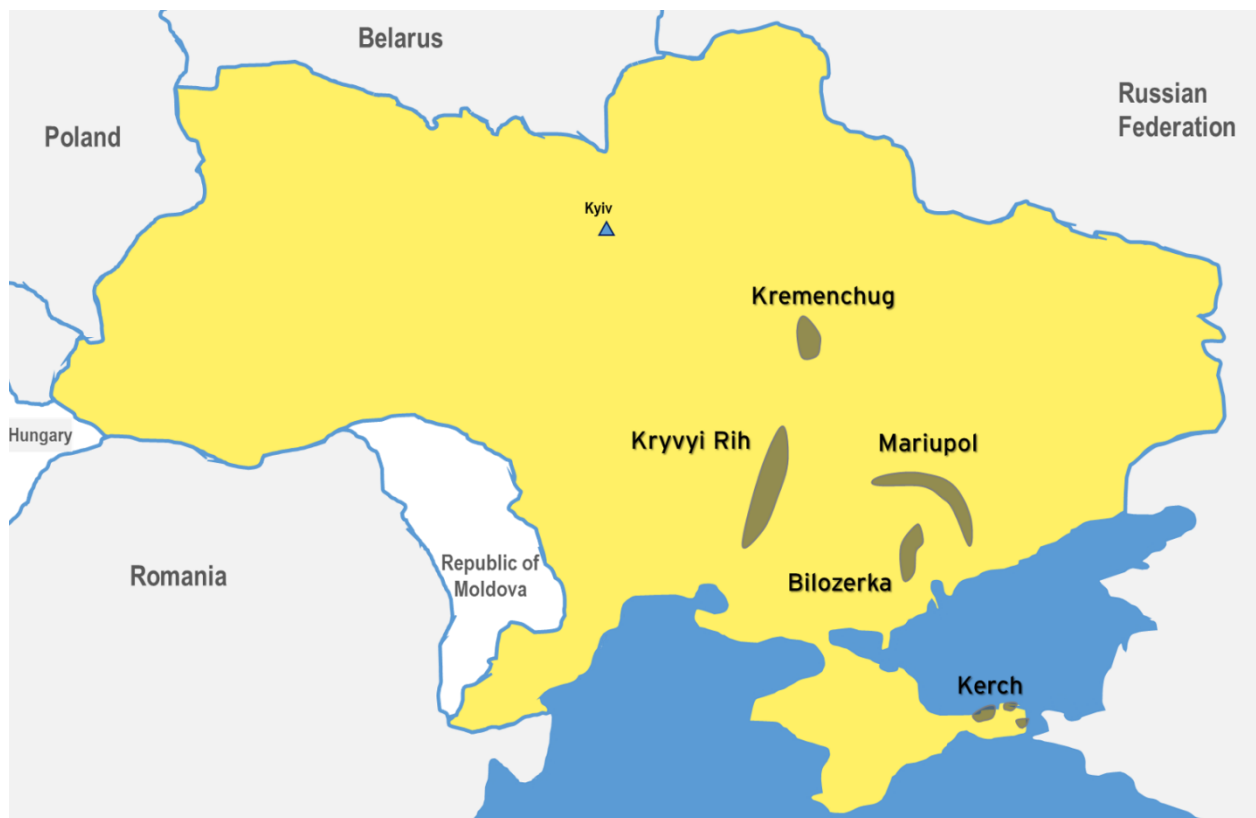 Belarus
Russian
Federation
Poland
Kyiv
Kremenchug
Hungary
Kryvyi Rih
Mariupol
Republic of
Moldova
Romania
Bilozerka
Kerch